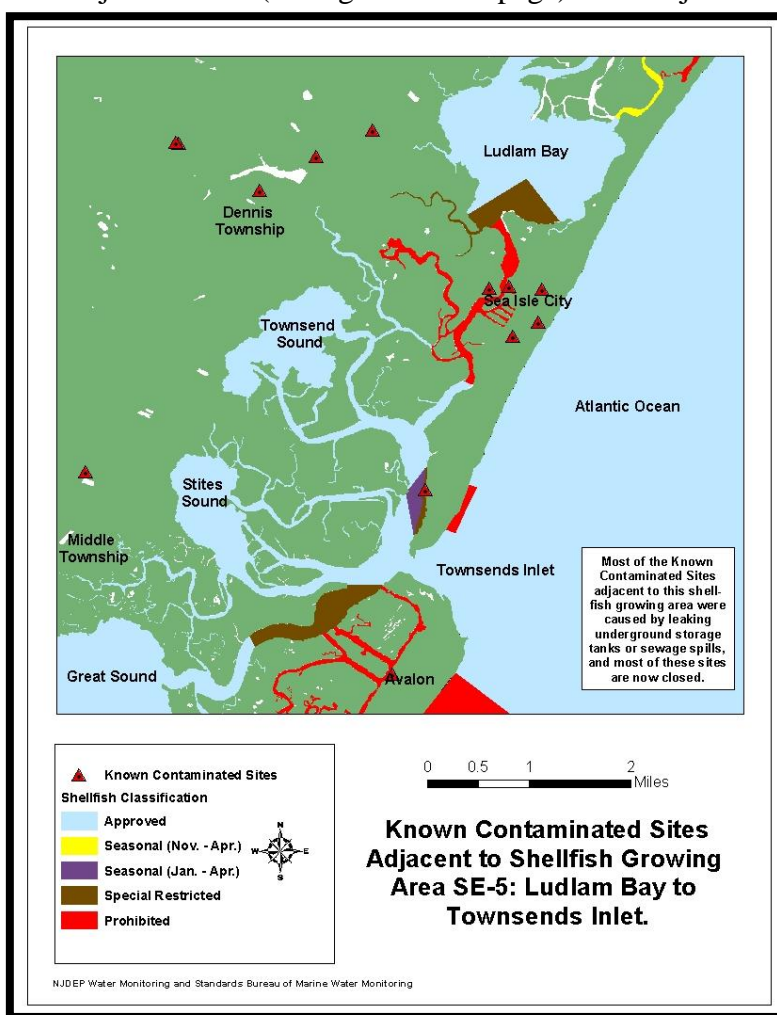 page)
Ludlam Bay
Dennis
Township
Sea Isle City
Townsend
Sound
Atlantic Ocean
Stites
Sound
Middle
Township
Townsends Inlet
Most of the Known
Contaminated Sites
adjacent to this shell-
fish growing area were
caused by leaking
underground storage
tanks or sewage spills,
and most of these sites
are now closed.
Great Sound
Avalon
Known Contaminated Sites
Shellfish Classification
Approved
Seasonal (Nov. - Apr.)
Seasonal (Jan. - Apr.)
Special Restricted
Prohibited
N
W E
S
0 0.5 1 2
Miles
Known Contaminated Sites
Adjacent to Shellfish Growing
Area SE-5: Ludlam Bay to
Townsends Inlet.
NJDEP Water Monitoring and Standards Bureau of Marine Water Monitoring